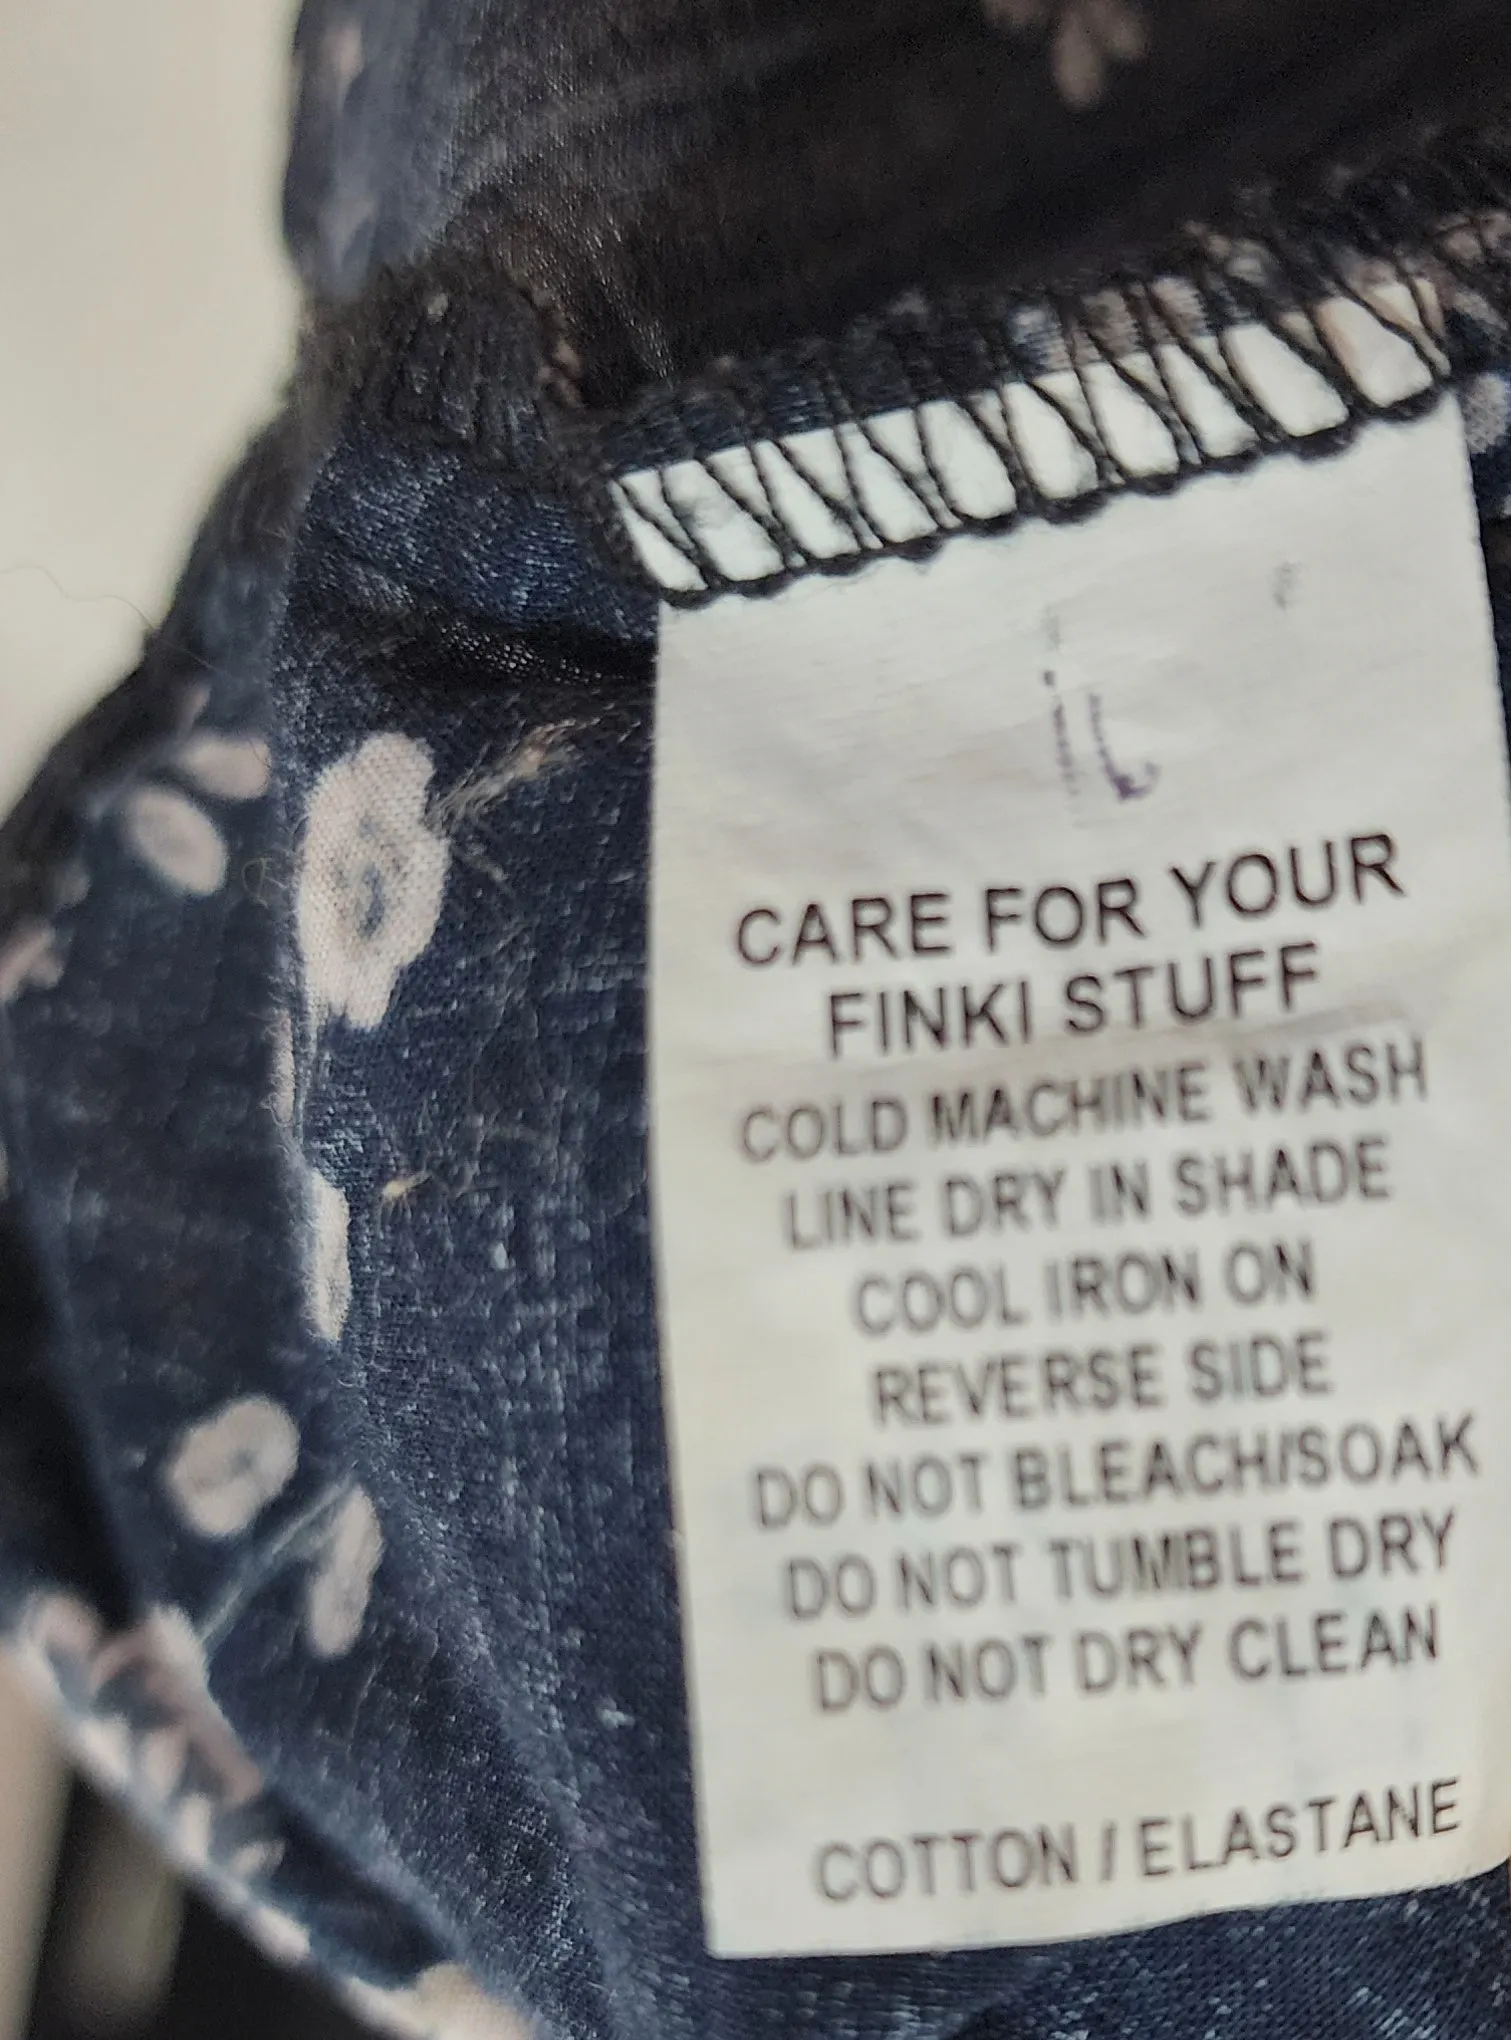 CARE FOR YOUR
FINKI STUFF
COLD MACHINE WASH
LINE DRY IN SHADE
COOL IRON ON
REVERSE SIDE
DO NOT BLEACH/SOAK
DO NOT TUMBLE DRY
DO NOT DRY CLEAN
COTTON / ELASTANE